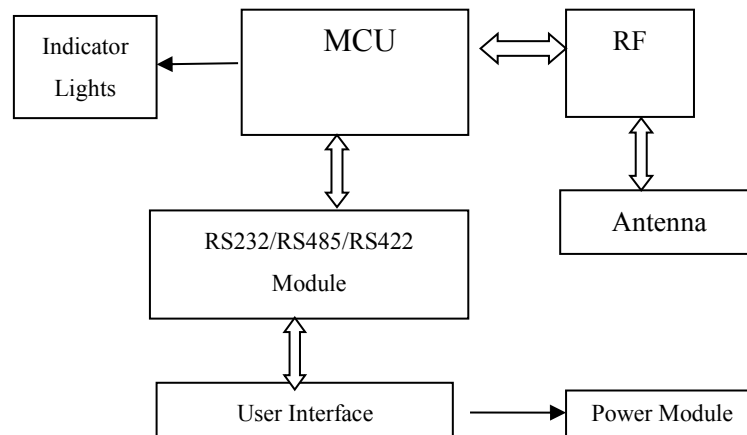 Indicator
Lights
MCU
RF
RS232/RS485/RS422
Module
Antenna
User Interface
Power Module